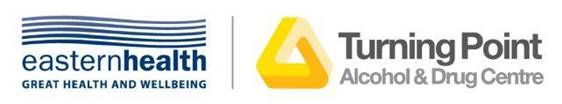 easternhealth
GREAT HEALTH AND WELLBEING
Turning Point
Alcohol & Drug Centre